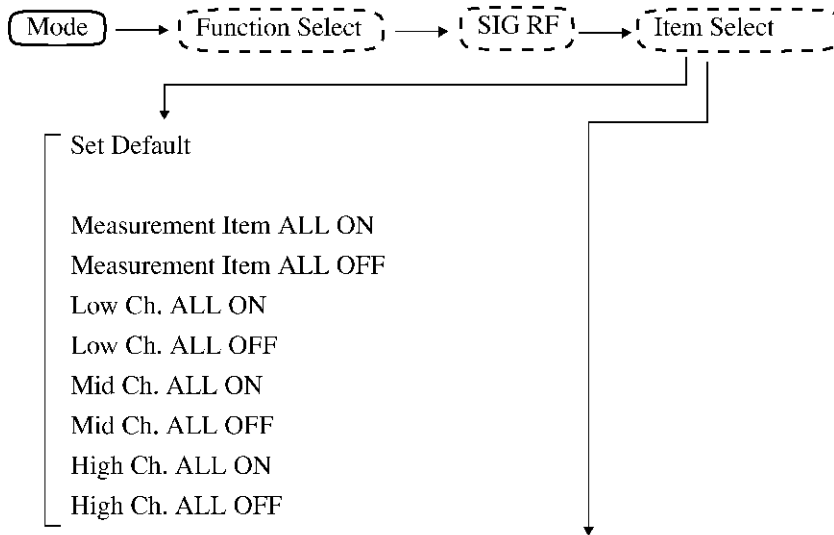 Mode Function Select SIG RF Item Select
Set Default
Measurement Item ALL ON
Measurement Item ALL OFF
Low Ch. ALL ON
Low Ch. ALL OFF
Mid Ch. ALL ON
Mid Ch. ALL OFF
High Ch. ALL ON
High Ch. ALL OFF